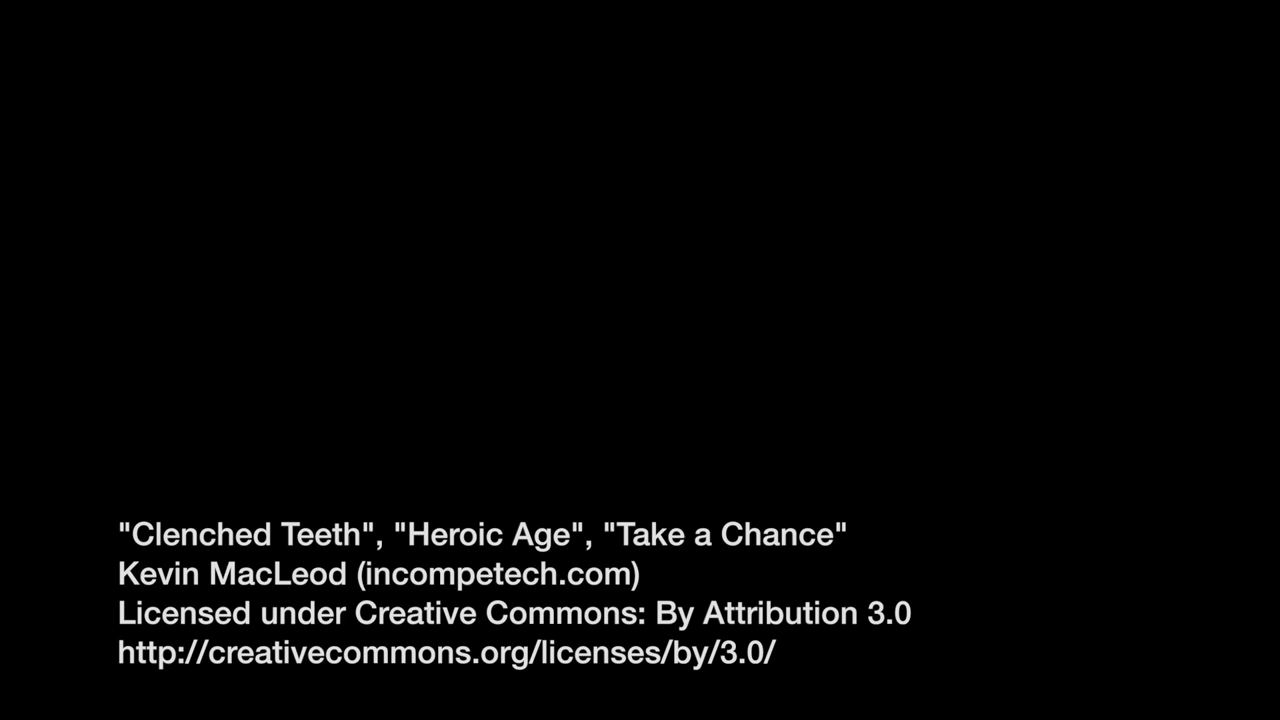 "Clenched Teeth", "Heroic Age", "Take a Chance"
Kevin MacLeod (incompetech.com)
Licensed under Creative Commons: By Attribution 3.0
http://creativecommons.org/licenses/by/3.0/